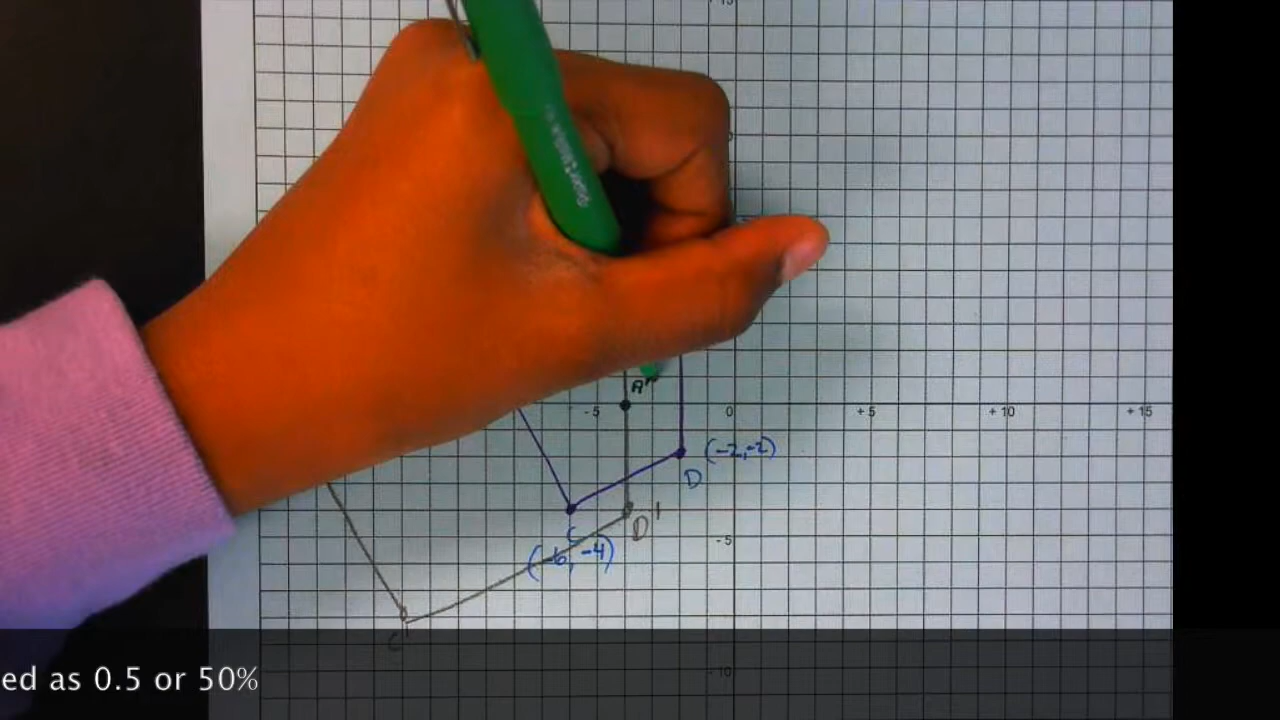 A"
-5 0 +5 +10 +15
(-2,-2)
D
C
D'
-5
(-6,-4)
C'
-10
ed as 0.5 or 50%